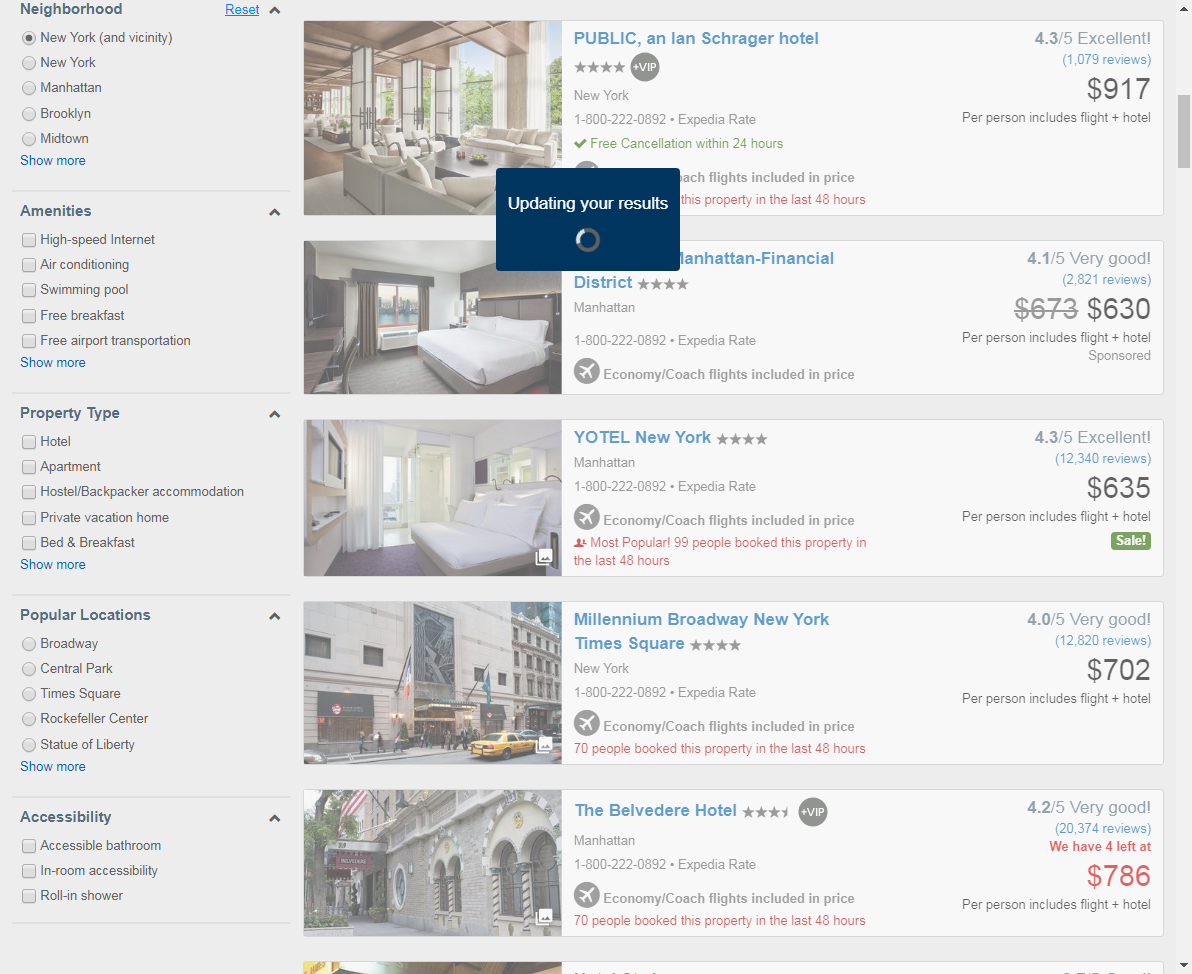 Neighborhood Reset
New York (and vicinity)
New York
Manhattan
Brooklyn
Midtown
Show more
Amenities
High-speed Internet
Air conditioning
Swimming pool
Free breakfast
Free airport transportation
Show more
Property Type
Hotel
Apartment
Hostel/Backpacker accommodation
Private vacation home
Bed & Breakfast
Show more
Popular Locations
Broadway
Central Park
Times Square
Rockefeller Center
Statue of Liberty
Show more
Accessibility
Accessible bathroom
In-room accessibility
Roll-in shower
PUBLIC, an Ian Schrager hotel
+VIP
New York
1-800-222-0892 • Expedia Rate
Free Cancellation within 24 hours
flights included in price
this property in the last 48 hours
4.3/5 Excellent!
(1,079 reviews)
$917
Per person includes flight + hotel
Updating your results
Manhattan-Financial
District
Manhattan
1-800-222-0892 • Expedia Rate
Economy/Coach flights included in price
4.1/5 Very good!
(2,821 reviews)
$673 $630
Per person includes flight + hotel
Sponsored
YOTEL New York
Manhattan
1-800-222-0892 • Expedia Rate
Economy/Coach flights included in price
Most Popular! 99 people booked this property in
the last 48 hours
4.3/5 Excellent!
(12,340 reviews)
$635
Per person includes flight + hotel
Sale!
Millennium Broadway New York
Times Square
New York
1-800-222-0892 • Expedia Rate
Economy/Coach flights included in price
70 people booked this property in the last 48 hours
4.0/5 Very good!
(12,820 reviews)
$702
Per person includes flight + hotel
The Belvedere Hotel
+VIP
Manhattan
1-800-222-0892 • Expedia Rate
Economy/Coach flights included in price
70 people booked this property in the last 48 hours
4.2/5 Very good!
(20,374 reviews)
We have 4 left at
$786
Per person includes flight + hotel
BELVEDERE